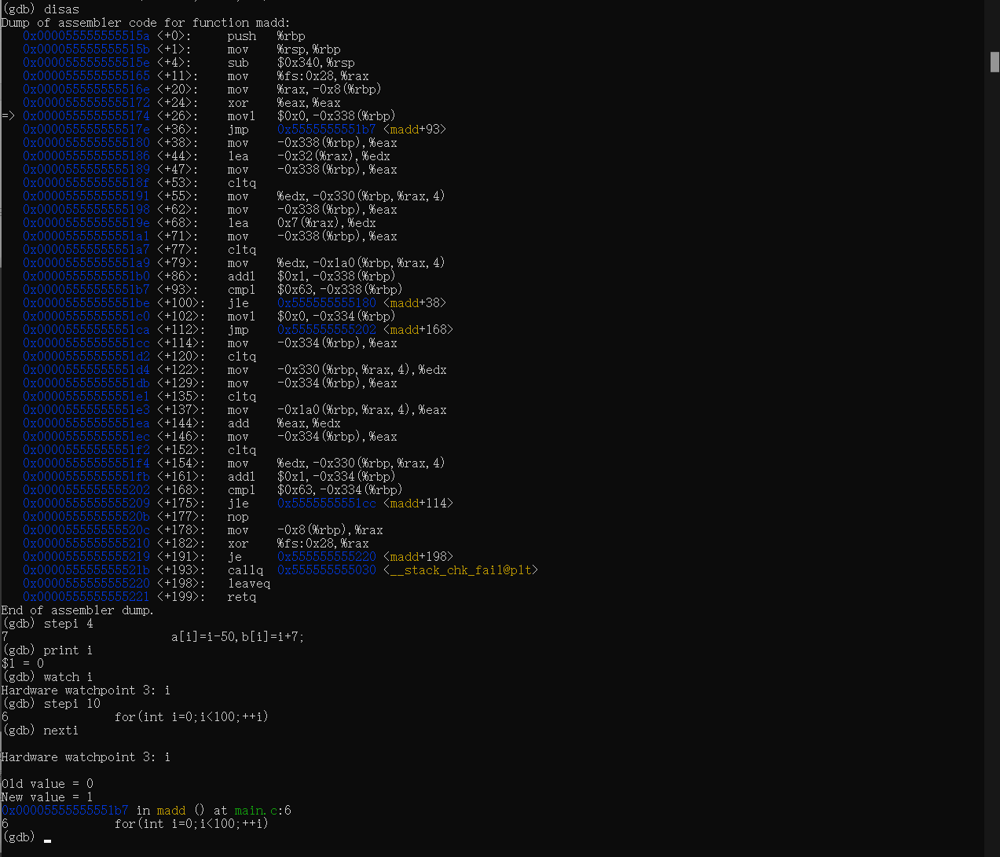 (gdb) disas
Dump of assembler code for function madd:
   0x000055555555515a <+0>:     push   %rbp
   0x000055555555515b <+1>:     mov    %rsp,%rbp
   0x000055555555515e <+4>:     sub    $0x340,%rsp
   0x0000555555555165 <+11>:    mov    %fs:0x28,%rax
   0x000055555555516e <+20>:    mov    %rax,-0x8(%rbp)
   0x0000555555555172 <+24>:    xor    %eax,%eax
=> 0x0000555555555174 <+26>:    movl   $0x0,-0x338(%rbp)
   0x000055555555517e <+36>:    jmp    0x5555555551b7 <madd+93>
   0x0000555555555180 <+38>:    mov    -0x338(%rbp),%eax
   0x0000555555555186 <+44>:    lea    -0x32(%rax),%edx
   0x0000555555555189 <+47>:    mov    -0x338(%rbp),%eax
   0x000055555555518f <+53>:    cltq
   0x0000555555555191 <+55>:    mov    %edx,-0x330(%rbp,%rax,4)
   0x0000555555555198 <+62>:    mov    -0x338(%rbp),%eax
   0x000055555555519e <+68>:    lea    0x7(%rax),%edx
   0x00005555555551a1 <+71>:    mov    -0x338(%rbp),%eax
   0x00005555555551a7 <+77>:    cltq
   0x00005555555551a9 <+79>:    mov    %edx,-0x1a0(%rbp,%rax,4)
   0x00005555555551b0 <+86>:    addl   $0x1,-0x338(%rbp)
   0x00005555555551b7 <+93>:    cmpl   $0x63,-0x338(%rbp)
   0x00005555555551be <+100>:   jle    0x555555555180 <madd+38>
   0x00005555555551c0 <+102>:   movl   $0x0,-0x334(%rbp)
   0x00005555555551ca <+112>:   jmp    0x555555555202 <madd+168>
   0x00005555555551cc <+114>:   mov    -0x334(%rbp),%eax
   0x00005555555551d2 <+120>:   cltq
   0x00005555555551d4 <+122>:   mov    -0x330(%rbp,%rax,4),%edx
   0x00005555555551db <+129>:   mov    -0x334(%rbp),%eax
   0x00005555555551e1 <+135>:   cltq
   0x00005555555551e3 <+137>:   mov    -0x1a0(%rbp,%rax,4),%eax
   0x00005555555551ea <+144>:   add    %eax,%edx
   0x00005555555551ec <+146>:   mov    -0x334(%rbp),%eax
   0x00005555555551f2 <+152>:   cltq
   0x00005555555551f4 <+154>:   mov    %edx,-0x330(%rbp,%rax,4)
   0x00005555555551fb <+161>:   addl   $0x1,-0x334(%rbp)
   0x0000555555555202 <+168>:   cmpl   $0x63,-0x334(%rbp)
   0x0000555555555209 <+175>:   jle    0x5555555551cc <madd+114>
   0x000055555555520b <+177>:   nop
   0x000055555555520c <+178>:   mov    -0x8(%rbp),%rax
   0x0000555555555210 <+182>:   xor    %fs:0x28,%rax
   0x0000555555555219 <+191>:   je     0x555555555220 <madd+198>
   0x000055555555521b <+193>:   callq  0x555555555030 <__stack_chk_fail@plt>
   0x0000555555555220 <+198>:   leaveq
   0x0000555555555221 <+199>:   retq
End of assembler dump.
(gdb) stepi 4
7                       a[i]=i-50,b[i]=i+7;
(gdb) print i
$1 = 0
(gdb) watch i
Hardware watchpoint 3: i
(gdb) stepi 10
6               for(int i=0;i<100;++i)
(gdb) nexti
Hardware watchpoint 3: i
Old value = 0
New value = 1
0x00005555555551b7 in madd () at main.c:6
6               for(int i=0;i<100;++i)
(gdb)